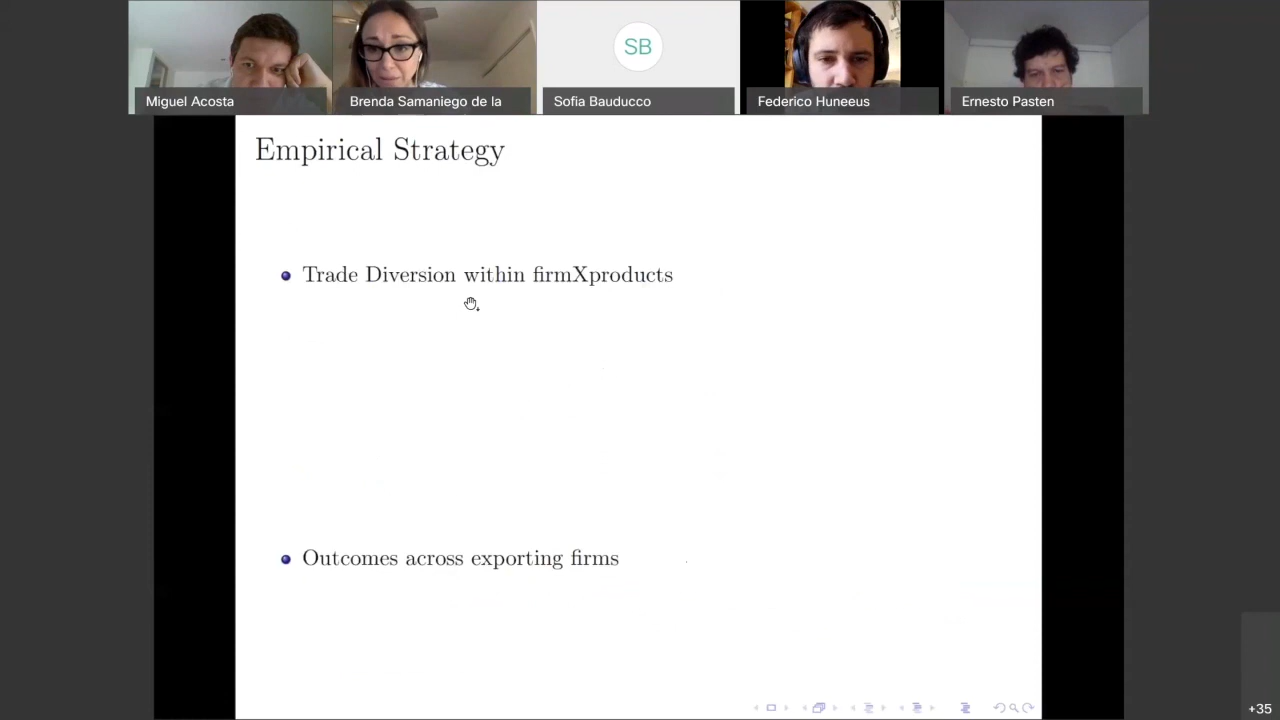 Miguel Acosta
Brenda Samaniego de la
SB
Sofia Bauducco
Federico Huneeus
Ernesto Pasten
Empirical Strategy
Trade Diversion within firmXproducts
Outcomes across exporting firms
+35